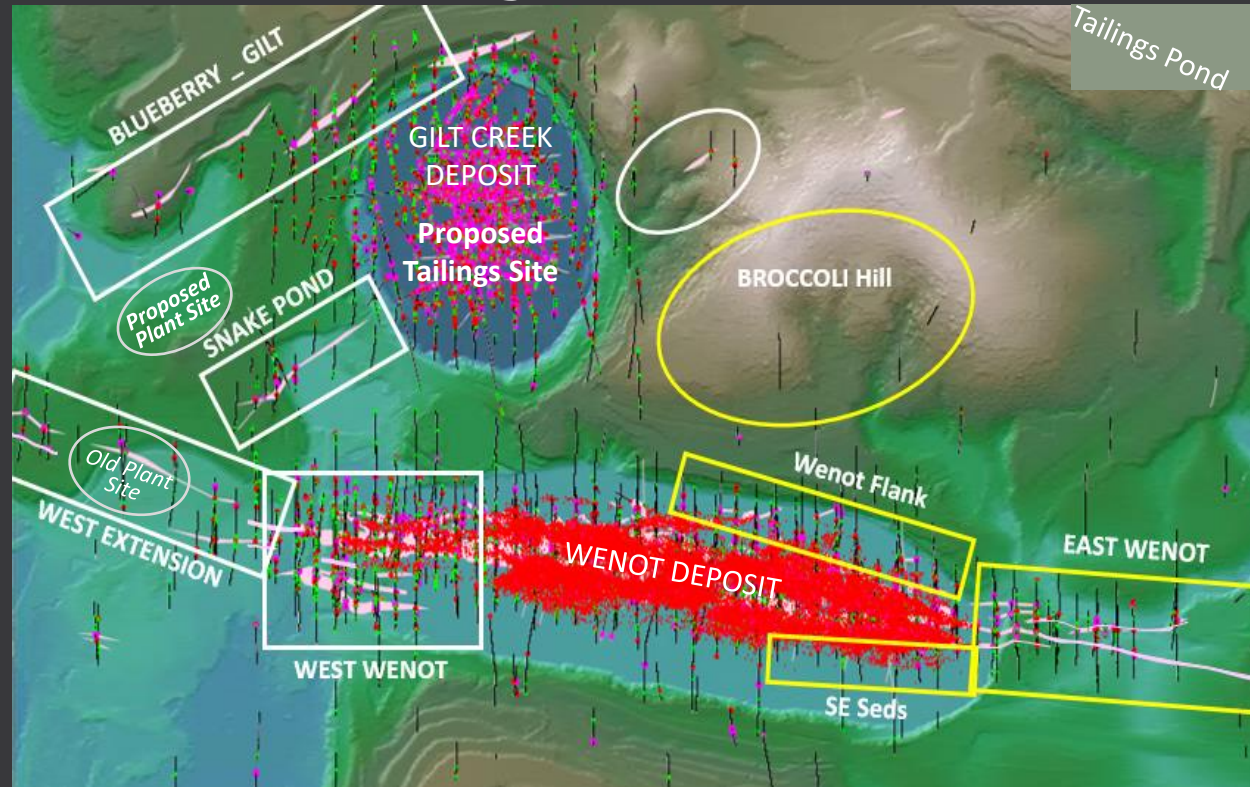 Tailings Pond
BLUEBERRY _ GILT
GILT CREEK
DEPOSIT
Proposed
Tailings Site
BROCCOLI Hill
Proposed
Plant Site
SNAKE POND
Old Plant
Site
WEST EXTENSION
Wenot Flank
WENOT DEPOSIT
EAST WENOT
WEST WENOT
SE Seds